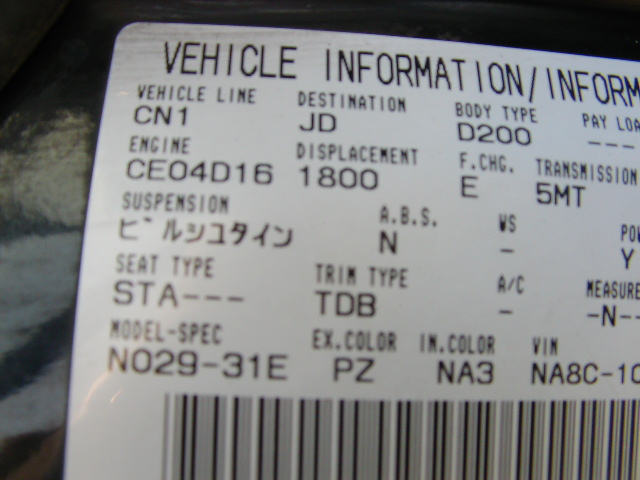 VEHICLE INFORMATION/INFORM
VEHICLE LINE DESTINATION BODY TYPE PAY LOA
CN1 JD D200 ---
ENGINE DISPLACEMENT F.CHG. TRANSMISSION
CE04D16 1800 E 5MT
SUSPENSION A.B.S. WS POW
ビルシユタイン N - Y
SEAT TYPE TRIM TYPE A/C MEASURE
STA--- TDB - -N--
MODEL-SPEC EX.COLOR IN.COLOR VIN
N029-31E PZ NA3 NA8C-10